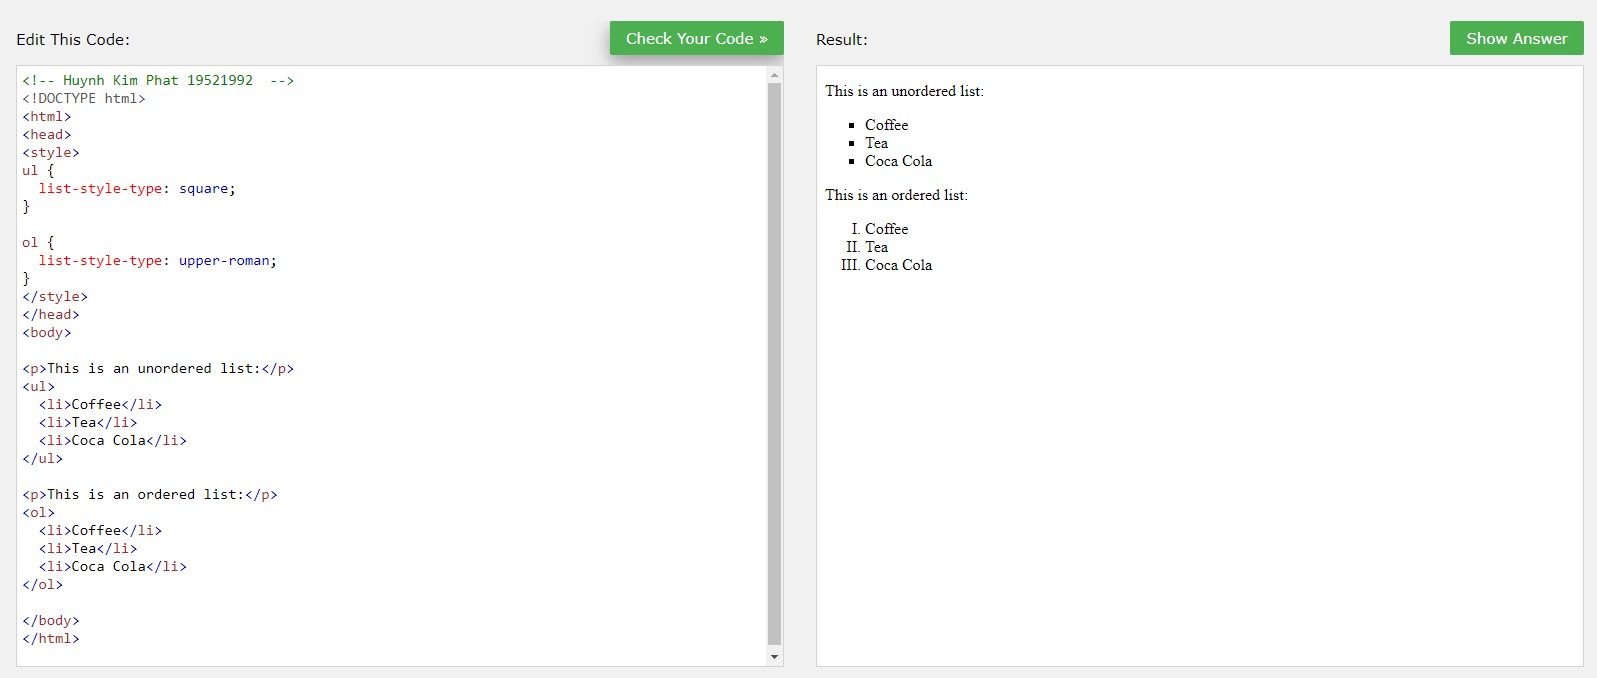 Edit This Code:
Check Your Code »
<!-- Huynh Kim Phat 19521992  -->
<!DOCTYPE html>
<html>
<head>
<style>
ul {
  list-style-type: square;
}

ol {
  list-style-type: upper-roman;
}
</style>
</head>
<body>

<p>This is an unordered list:</p>
<ul>
  <li>Coffee</li>
  <li>Tea</li>
  <li>Coca Cola</li>
</ul>

<p>This is an ordered list:</p>
<ol>
  <li>Coffee</li>
  <li>Tea</li>
  <li>Coca Cola</li>
</ol>

</body>
</html>
Result:
Show Answer
This is an unordered list:
▪ Coffee
▪ Tea
▪ Coca Cola
This is an ordered list:
I. Coffee
II. Tea
III. Coca Cola